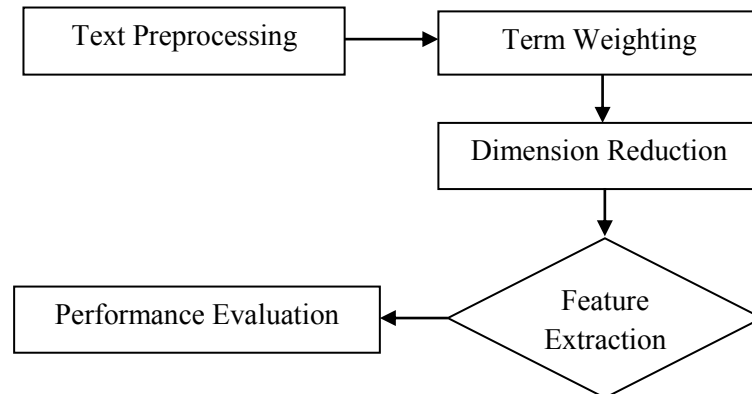 Text Preprocessing
Term Weighting
Dimension Reduction
Feature
Extraction
Performance Evaluation